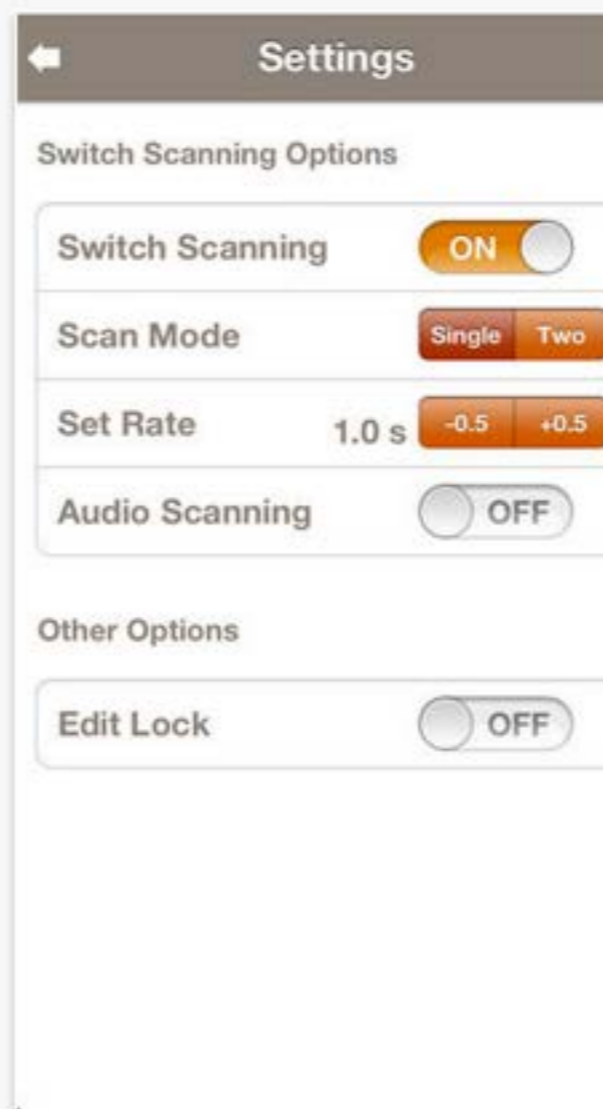 Settings
Switch Scanning Options
Switch Scanning ON
Scan Mode Single Two
Set Rate 1.0 s -0.5 +0.5
Audio Scanning OFF
Other Options
Edit Lock OFF